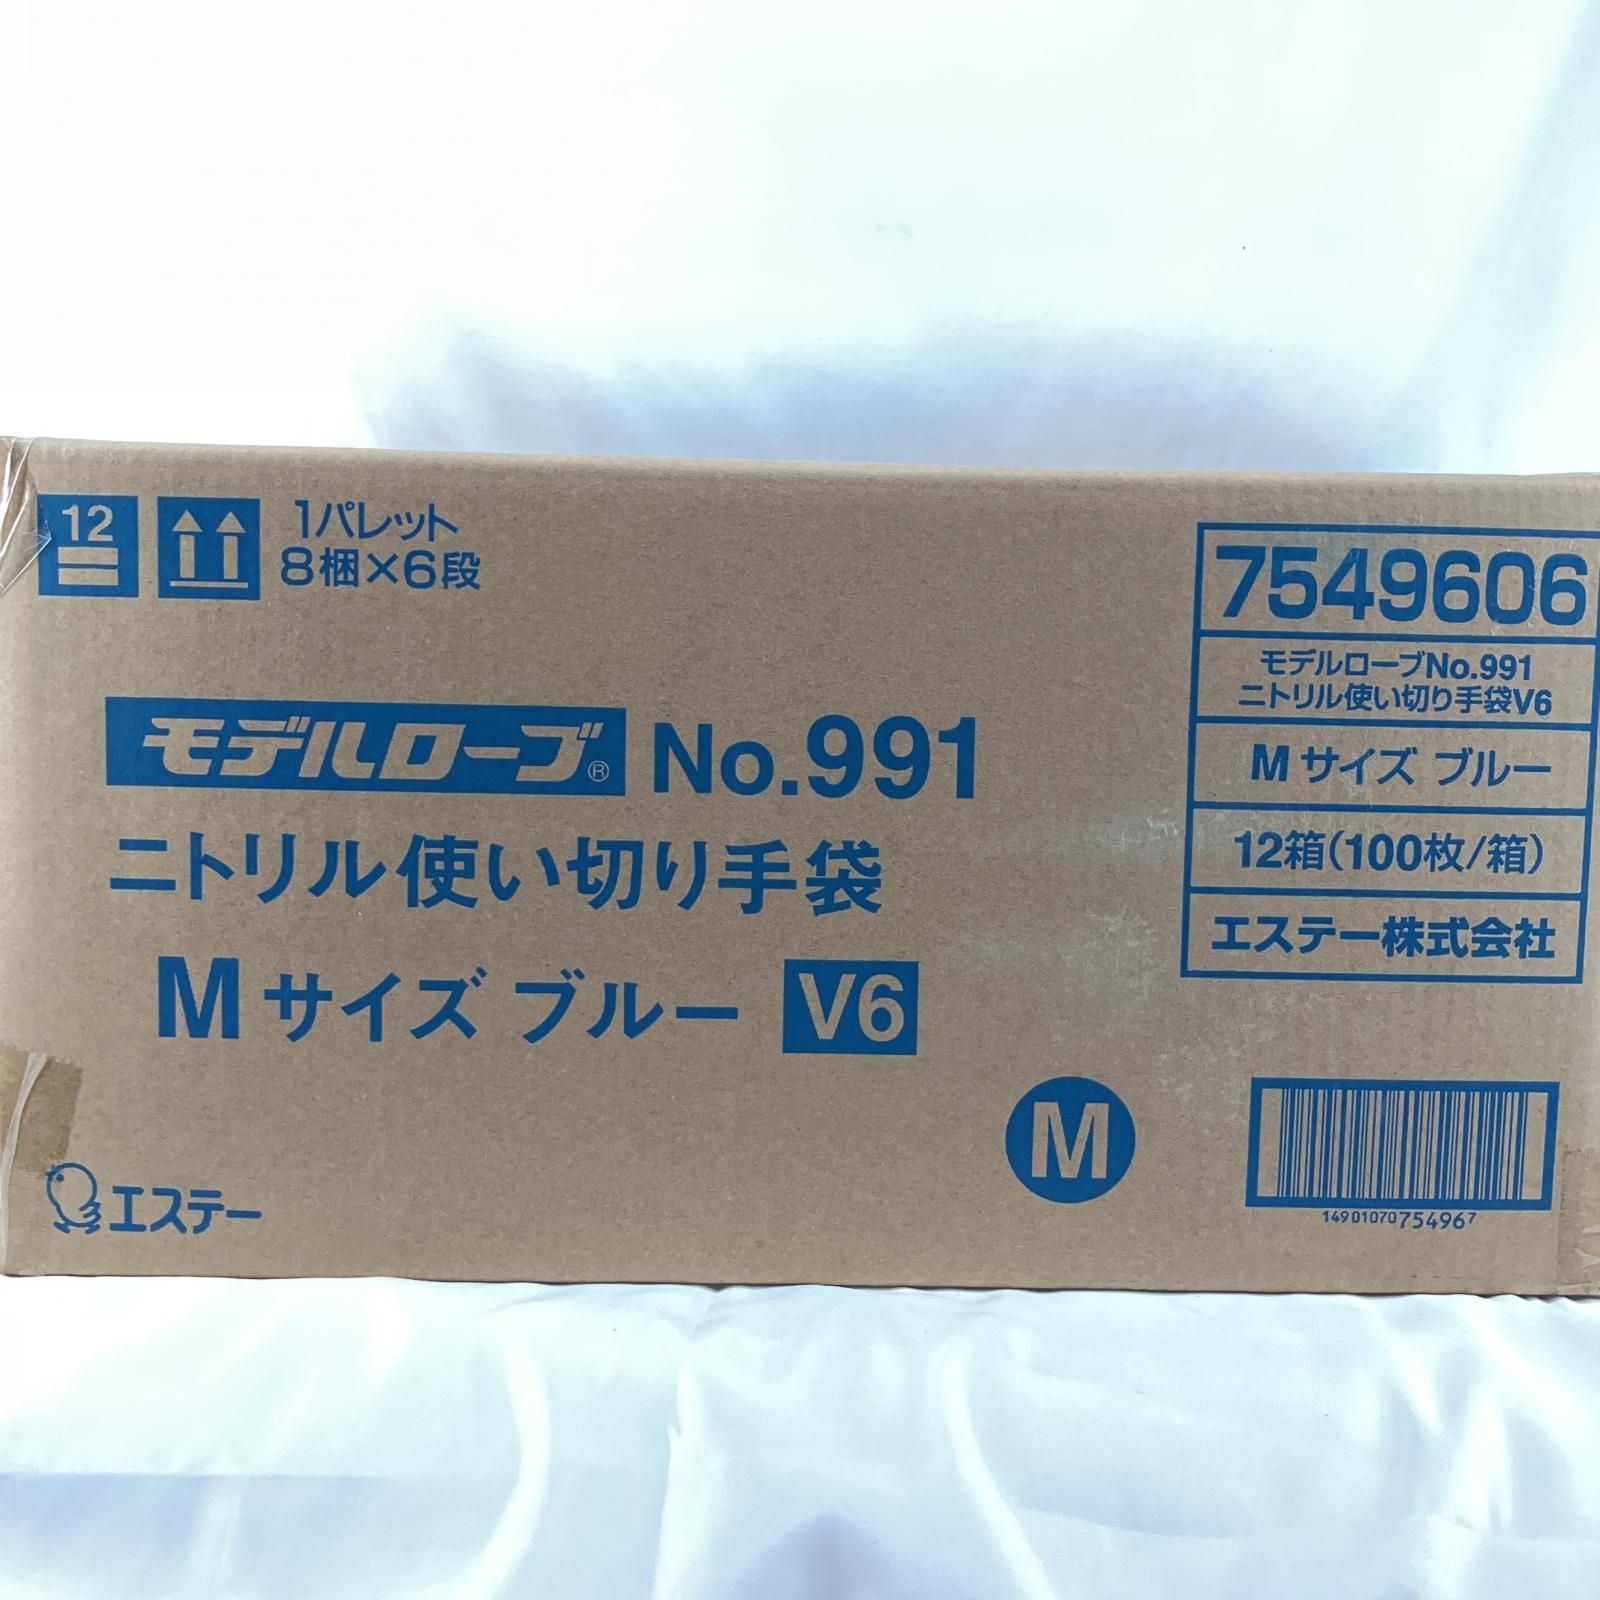 12
1パレット
8梱×6段
7549606
モデルローブNo.991
ニトリル使い切り手袋V6
Mサイズ ブルー
12箱(100枚/箱)
エステー株式会社
モデルローブ® No.991
ニトリル使い切り手袋
Mサイズ ブルー V6
M
エステー
14901070754967